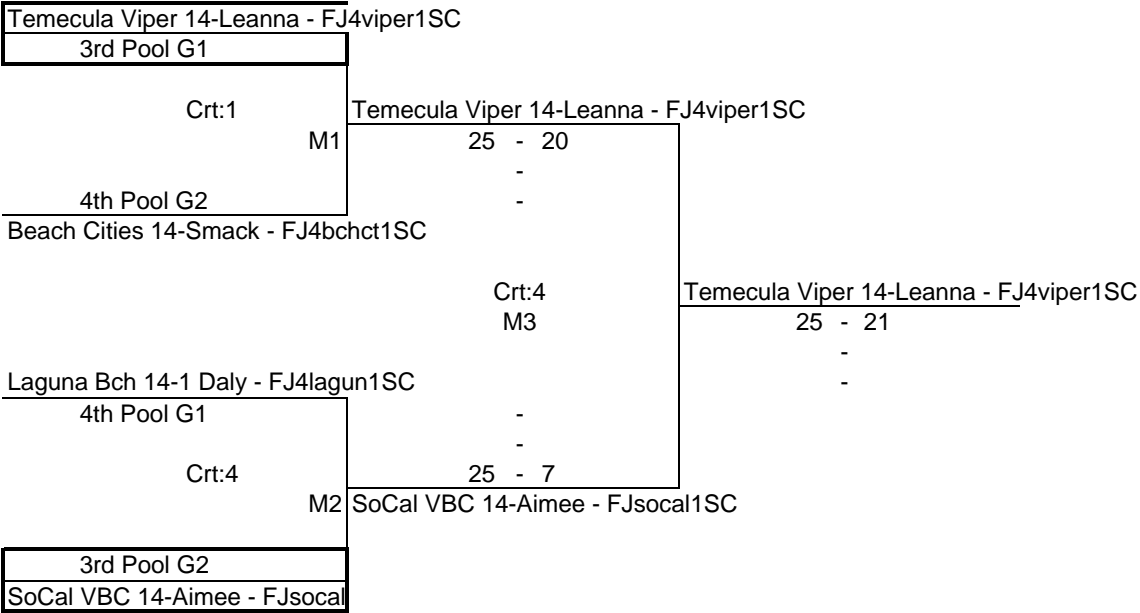 Temecula Viper 14-Leanna - FJ4viper1SC
3rd Pool G1
Crt:1
Temecula Viper 14-Leanna - FJ4viper1SC
M1
25 - 20
-
4th Pool G2
-
Beach Cities 14-Smack - FJ4bchct1SC
Crt:4
Temecula Viper 14-Leanna - FJ4viper1SC
M3
25 - 21
-
Laguna Bch 14-1 Daly - FJ4lagun1SC
-
4th Pool G1
-
-
Crt:4
25 - 7
M2
SoCal VBC 14-Aimee - FJsocal1SC
3rd Pool G2
SoCal VBC 14-Aimee - FJsocal